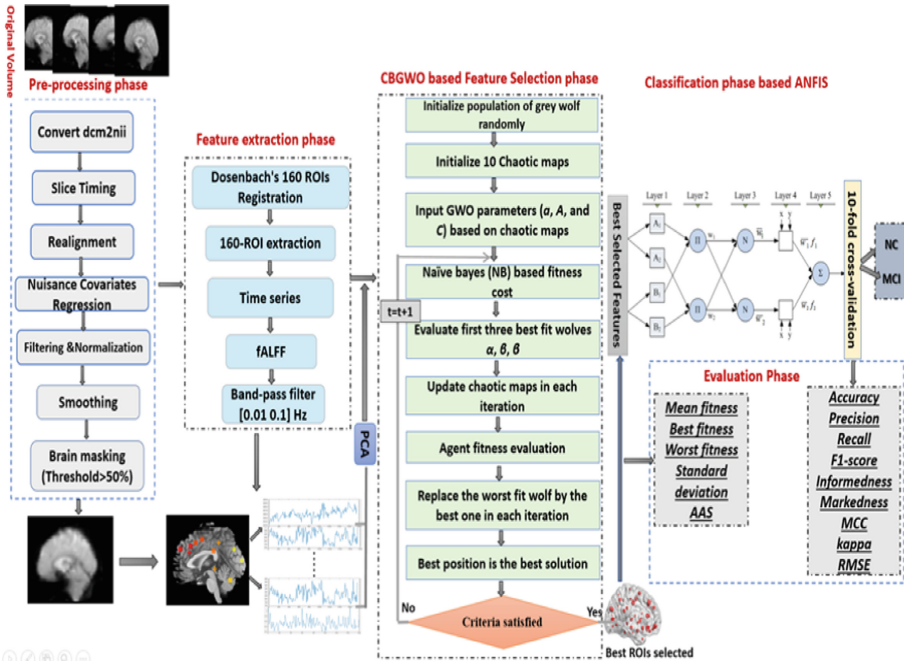 Original Volume
Pre-processing phase
Convert dcm2nii
Slice Timing
Realignment
Nuisance Covariates
Regression
Filtering &Normalization
Smoothing
Brain masking
(Threshold>50%)
Feature extraction phase
Dosenbach's 160 ROIs
Registration
160-ROI extraction
Time series
fALFF
Band-pass filter
[0.01 0.1] Hz
PCA
CBGWO based Feature Selection phase
Initialize population of grey wolf
randomly
Initialize 10 Chaotic maps
Input GWO parameters (a, A, and
C) based on chaotic maps
Naïve bayes (NB) based fitness
cost
t=t+1
Evaluate first three best fit wolves
α, β, β
Update chaotic maps in each
iteration
Agent fitness evaluation
Replace the worst fit wolf by the
best one in each iteration
Best position is the best solution
No
Criteria satisfied
Yes
Best ROIs selected
Classification phase based ANFIS
Best Selected Features
Layer 1
Layer 2
Layer 3
Layer 4
Layer 5
x y
A₁
A₂
B₁
B₂
Π
Π
w₁
w₂
N
N
x y
Σ
10-fold cross-validation
NC
MCI
Evaluation Phase
Mean fitness
Best fitness
Worst fitness
Standard
deviation
AAS
Accuracy
Precision
Recall
F1-score
Informedness
Markedness
MCC
kappa
RMSE